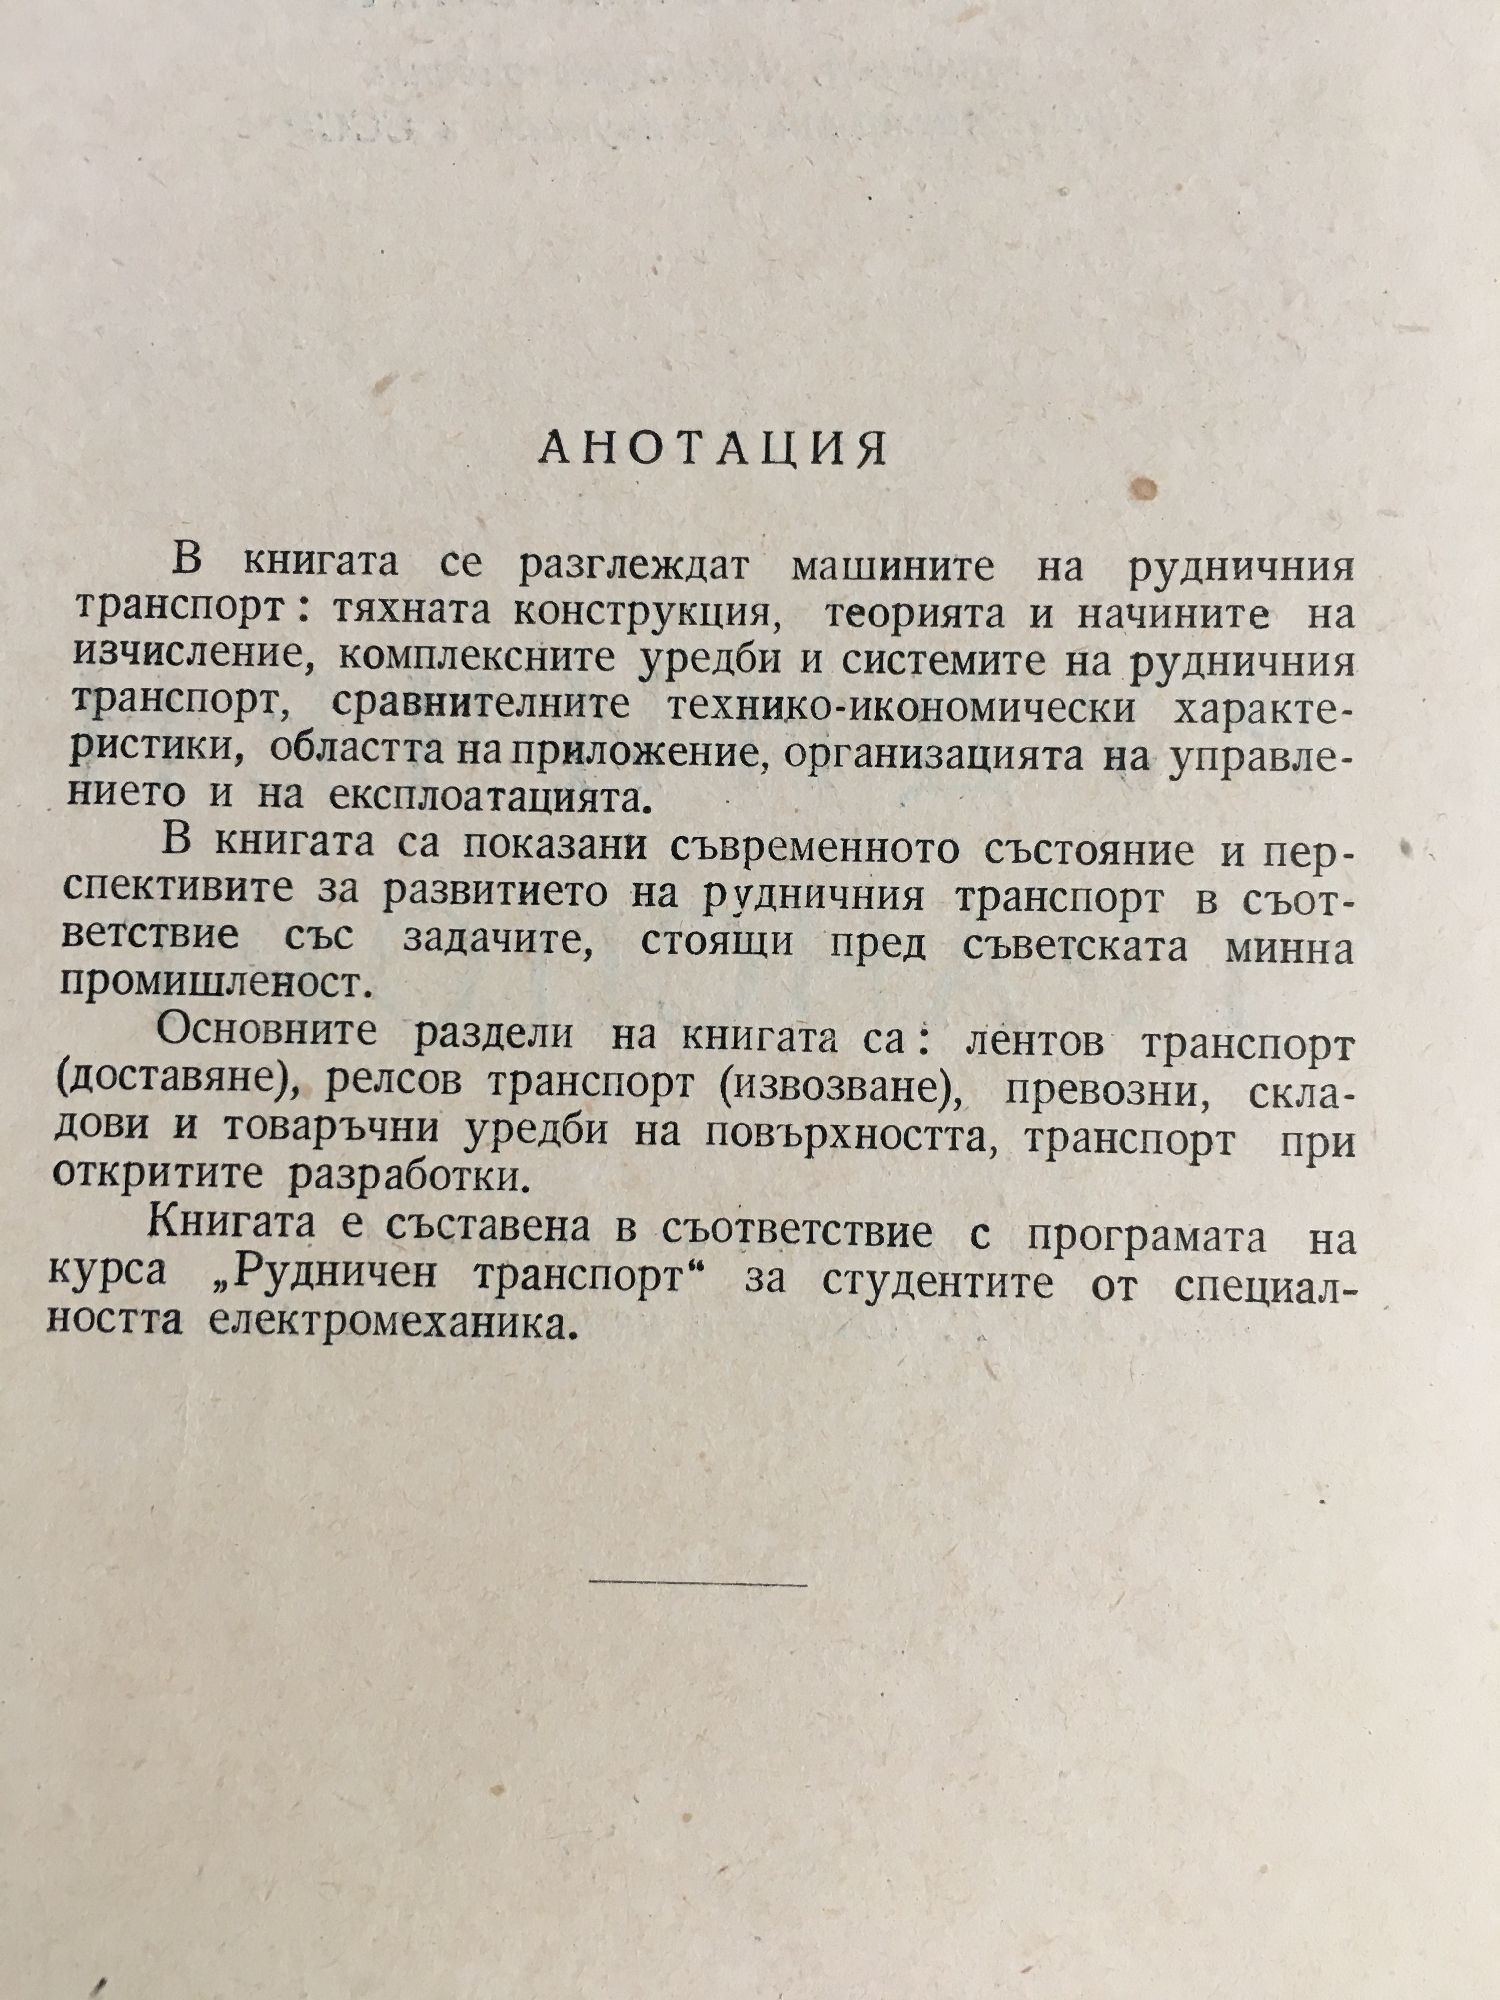 АНОТАЦИЯ
В книгата се разглеждат машините на рудничния
транспорт: тяхната конструкция, теорията и начините на
изчисление, комплексните уредби и системите на рудничния
транспорт, сравнителните технико-икономически характе-
ристики, областта на приложение, организацията на управле-
нието и на експлоатацията.
В книгата са показани съвременното състояние и пер-
спективите за развитието на рудничния транспорт в съот-
ветствие със задачите, стоящи пред съветската минна
промишленост.
Основните раздели на книгата са: лентов транспорт
(доставяне), релсов транспорт (извозване), превозни, скла-
дови и товаръчни уредби на повърхността, транспорт при
откритите разработки.
Книгата е съставена в съответствие с програмата на
курса „Рудничен транспорт“ за студентите от специал-
ността електромеханика.